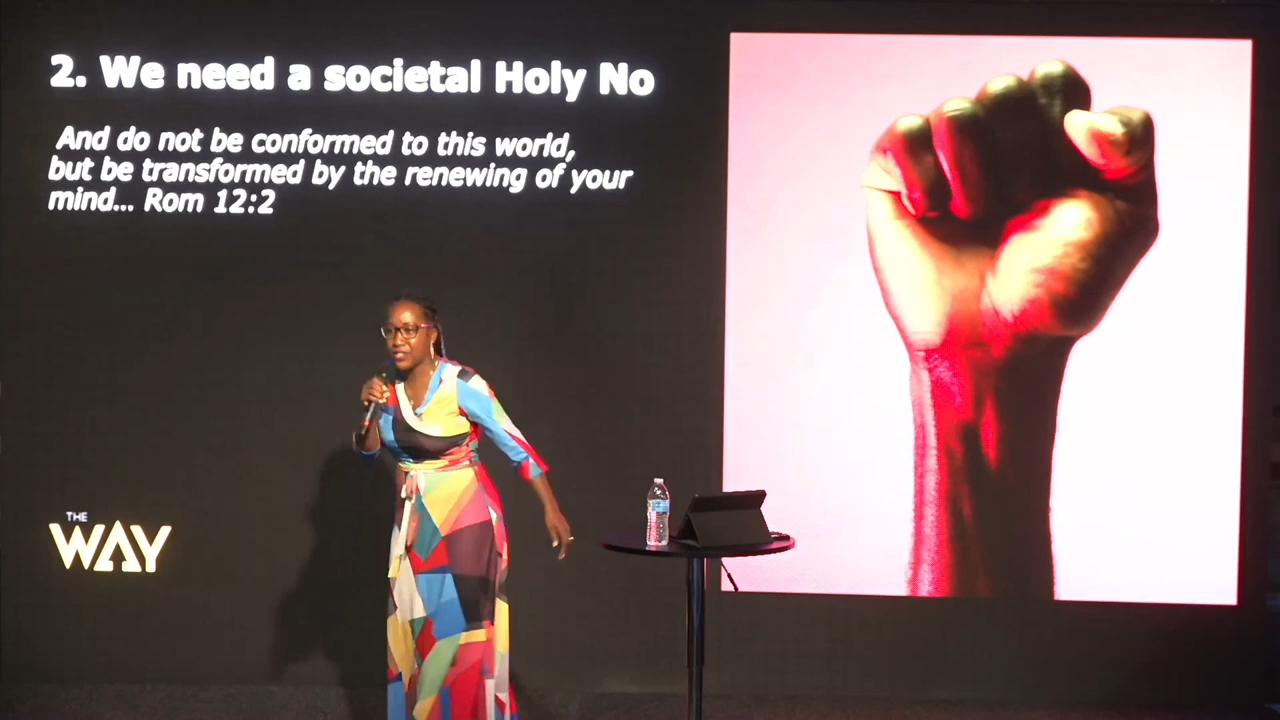 2. We need a societal Holy No
And do not be conformed to this world,
but be transformed by the renewing of your
mind... Rom 12:2
THE
WAY